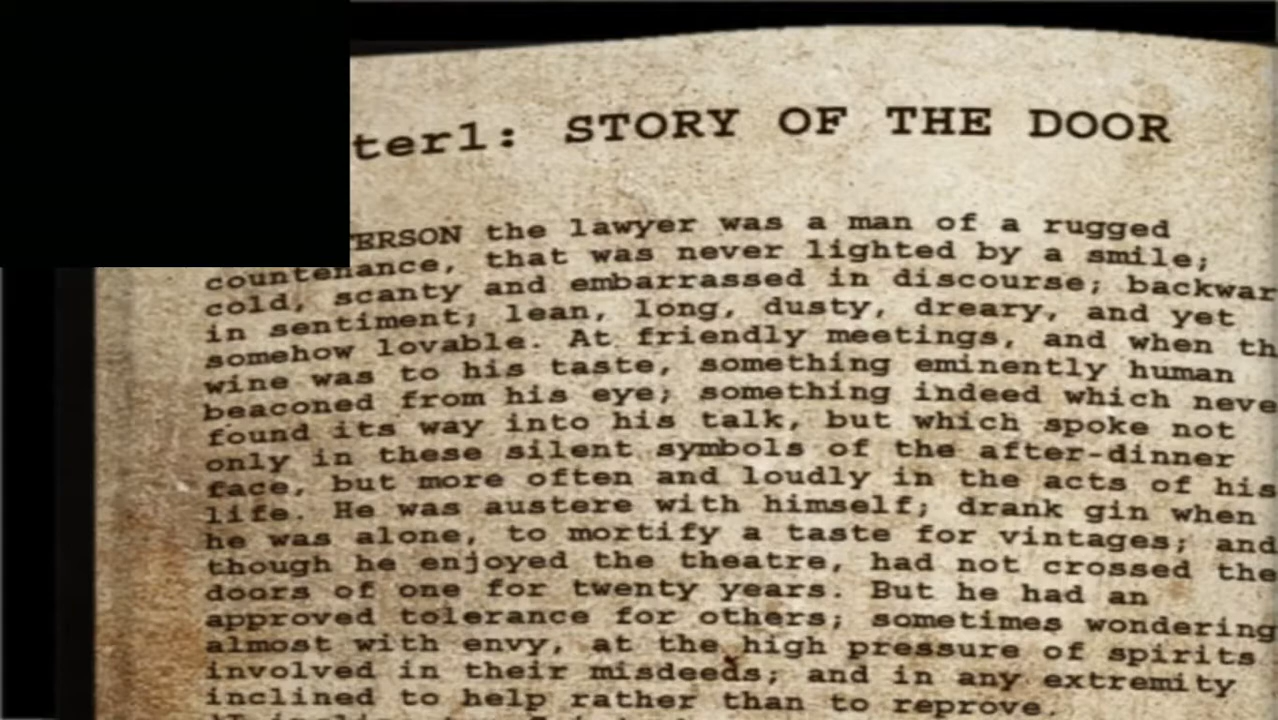 ter1: STORY OF THE DOOR
TERSON the lawyer was a man of a rugged
countenance, that was never lighted by a smile;
cold, scanty and embarrassed in discourse; backwar
in sentiment; lean, long, dusty, dreary, and yet
somehow lovable. At friendly meetings, and when th
wine was to his taste, something eminently human
beaconed from his eye; something indeed which neve
found its way into his talk, but which spoke not
only in these silent symbols of the after-dinner
face, but more often and loudly in the acts of his
life. He was austere with himself; drank gin when
he was alone, to mortify a taste for vintages; and
though he enjoyed the theatre, had not crossed the
doors of one for twenty years. But he had an
approved tolerance for others; sometimes wondering
almost with envy, at the high pressure of spirits
involved in their misdeeds; and in any extremity
inclined to help rather than to reprove.